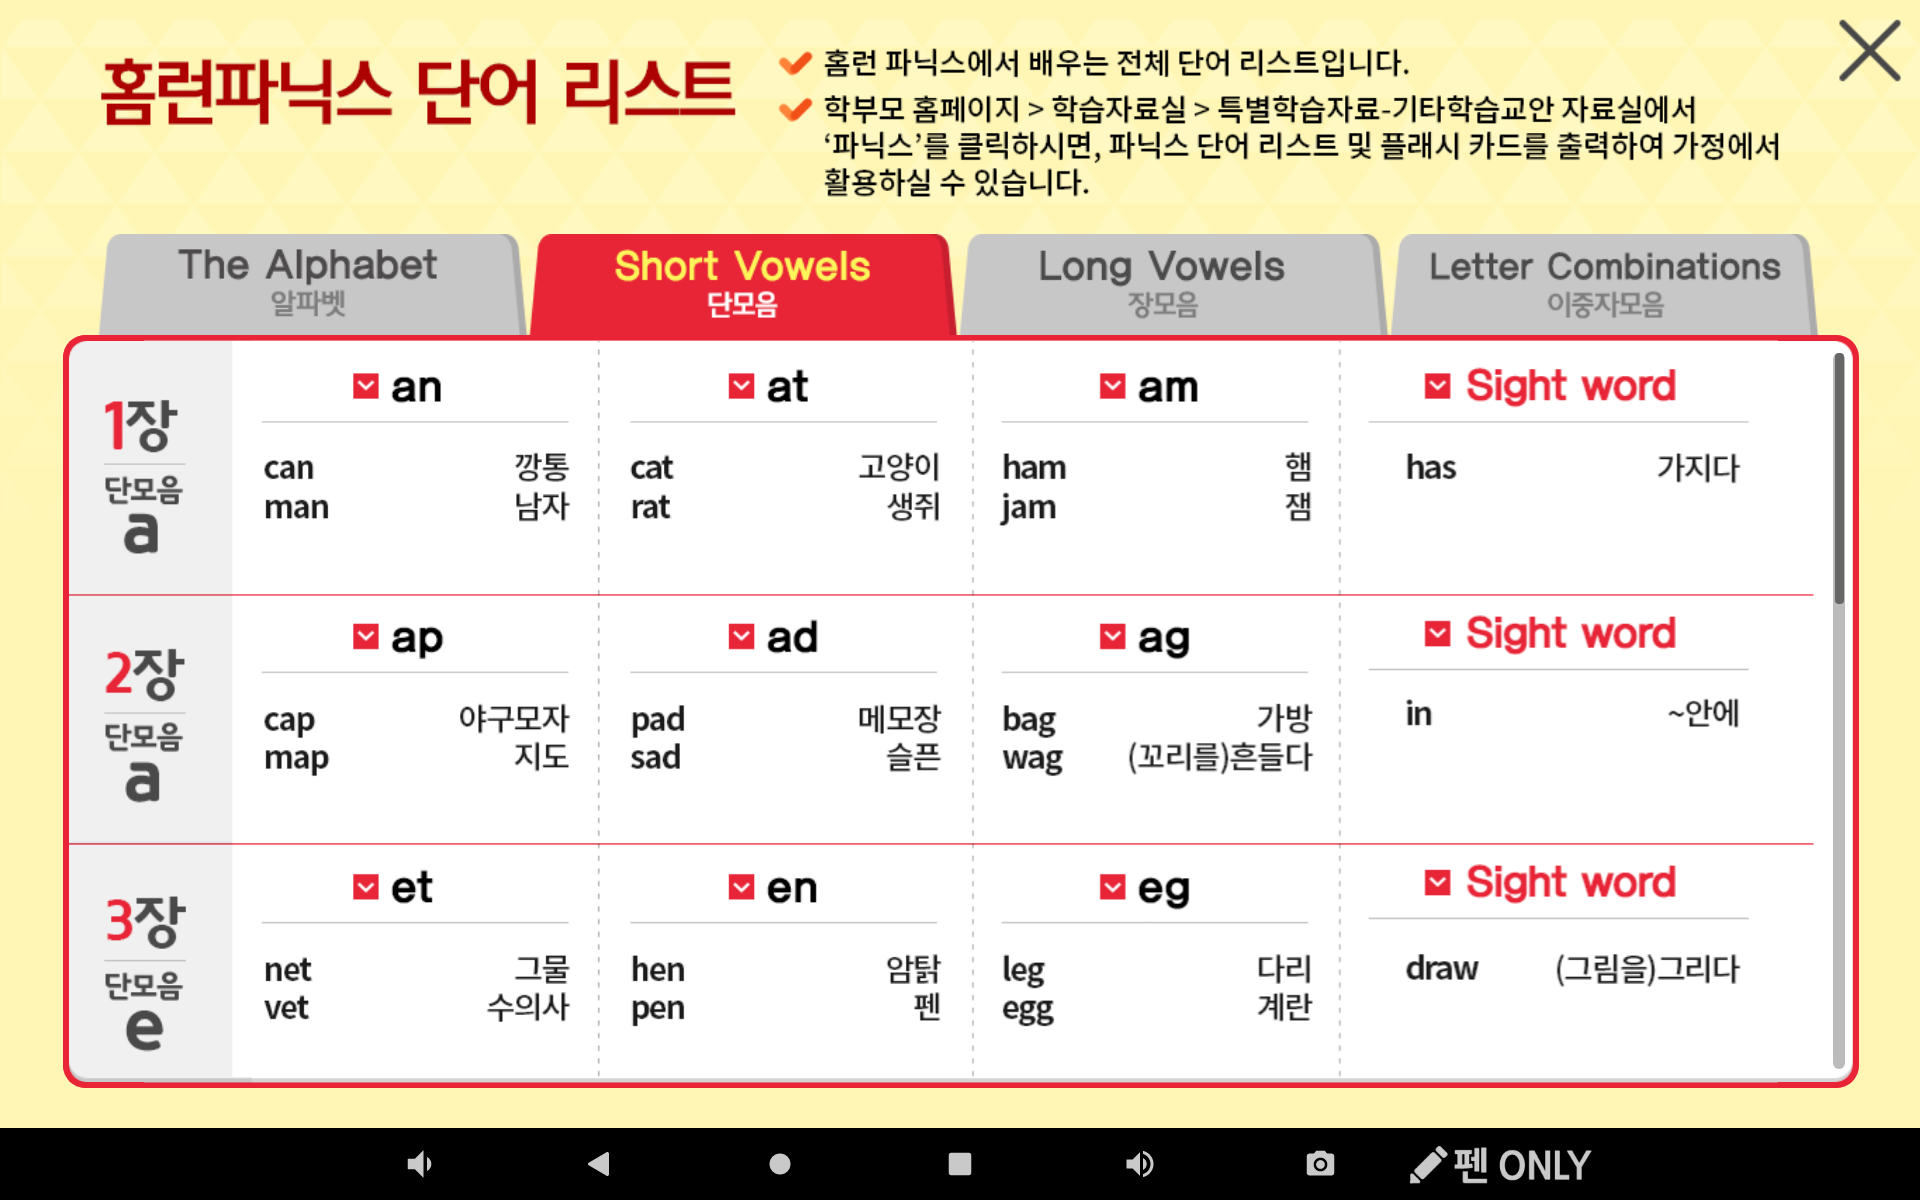 홈런파닉스 단어 리스트
홈런 파닉스에서 배우는 전체 단어 리스트입니다.
학부모 홈페이지 > 학습자료실 > 특별학습자료-기타학습교안 자료실에서
‘파닉스’를 클릭하시면, 파닉스 단어 리스트 및 플래시 카드를 출력하여 가정에서
활용하실 수 있습니다.
The Alphabet
알파벳
Short Vowels
단모음
Long Vowels
장모음
Letter Combinations
이중자모음
1장
단모음
a
an
can 깡통
man 남자
at
cat 고양이
rat 생쥐
am
ham 햄
jam 잼
Sight word
has 가지다
2장
단모음
a
ap
cap 야구모자
map 지도
ad
pad 메모장
sad 슬픈
ag
bag 가방
wag (꼬리를)흔들다
Sight word
in ~안에
3장
단모음
e
et
net 그물
vet 수의사
en
hen 암탉
pen 펜
eg
leg 다리
egg 계란
Sight word
draw (그림을)그리다
펜 ONLY